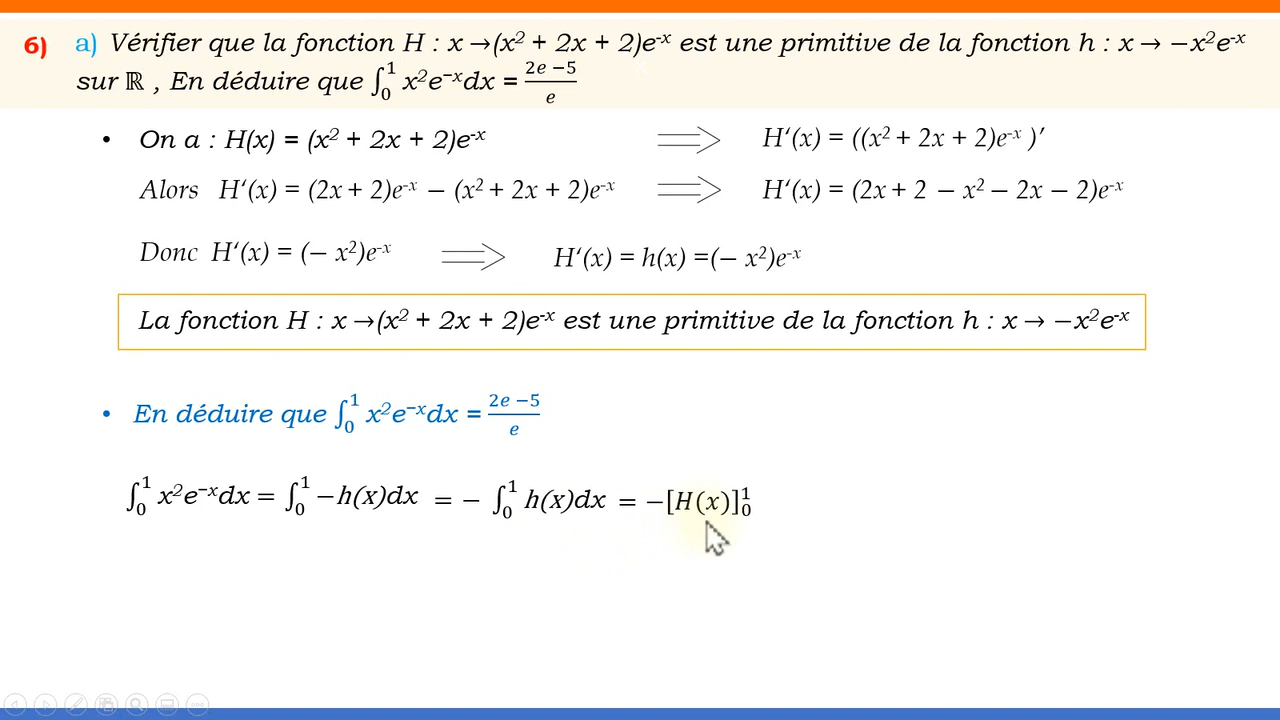 6) a) Vérifier que la fonction H : x →(x² + 2x + 2)e⁻ˣ est une primitive de la fonction h : x → −x²e⁻ˣ
sur ℝ , En déduire que ∫₀¹ x²e⁻ˣdx = (2e −5)/e
• On a : H(x) = (x² + 2x + 2)e⁻ˣ ⟹ H‘(x) = ((x² + 2x + 2)e⁻ˣ )’
Alors H‘(x) = (2x + 2)e⁻ˣ − (x² + 2x + 2)e⁻ˣ ⟹ H‘(x) = (2x + 2 − x² − 2x − 2)e⁻ˣ
Donc H‘(x) = (− x²)e⁻ˣ ⟹ H‘(x) = h(x) =(− x²)e⁻ˣ
La fonction H : x →(x² + 2x + 2)e⁻ˣ est une primitive de la fonction h : x → −x²e⁻ˣ
• En déduire que ∫₀¹ x²e⁻ˣdx = (2e −5)/e
∫₀¹ x²e⁻ˣdx = ∫₀¹ −h(x)dx = − ∫₀¹ h(x)dx = −[H(x)]₀¹